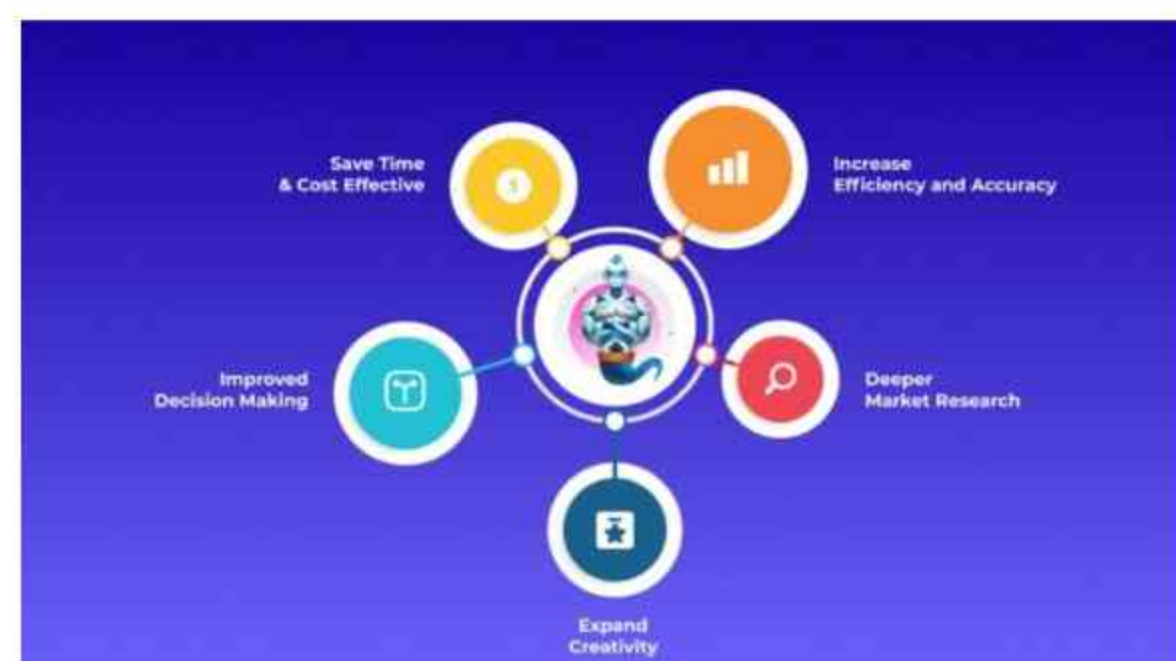 Save Time
& Cost Effective
Increase
Efficiency and Accuracy
Improved
Decision Making
Deeper
Market Research
Expand
Creativity